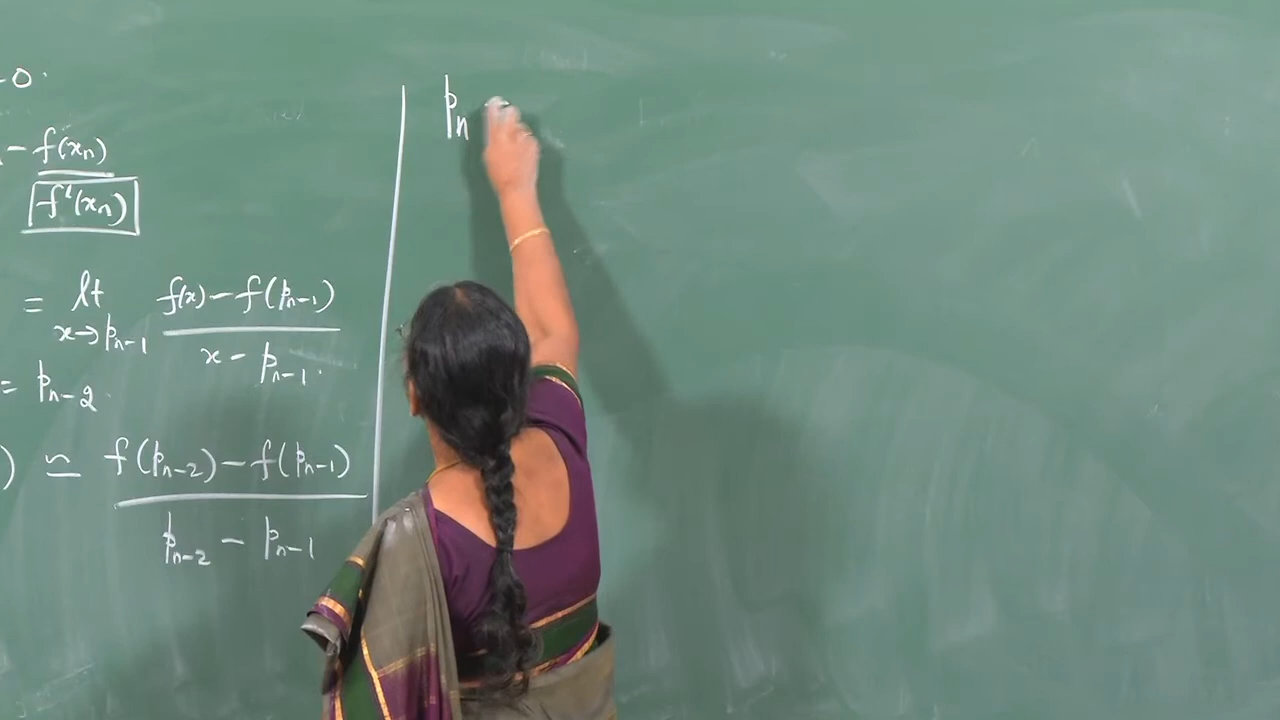 -0.
- f(xₙ)
f'(xₙ)
= lt f(x) - f(pₙ₋₁)
x→pₙ₋₁ x - pₙ₋₁.
= pₙ₋₂.
) ≃ f(pₙ₋₂) - f(pₙ₋₁)
pₙ₋₂ - pₙ₋₁
pₙ